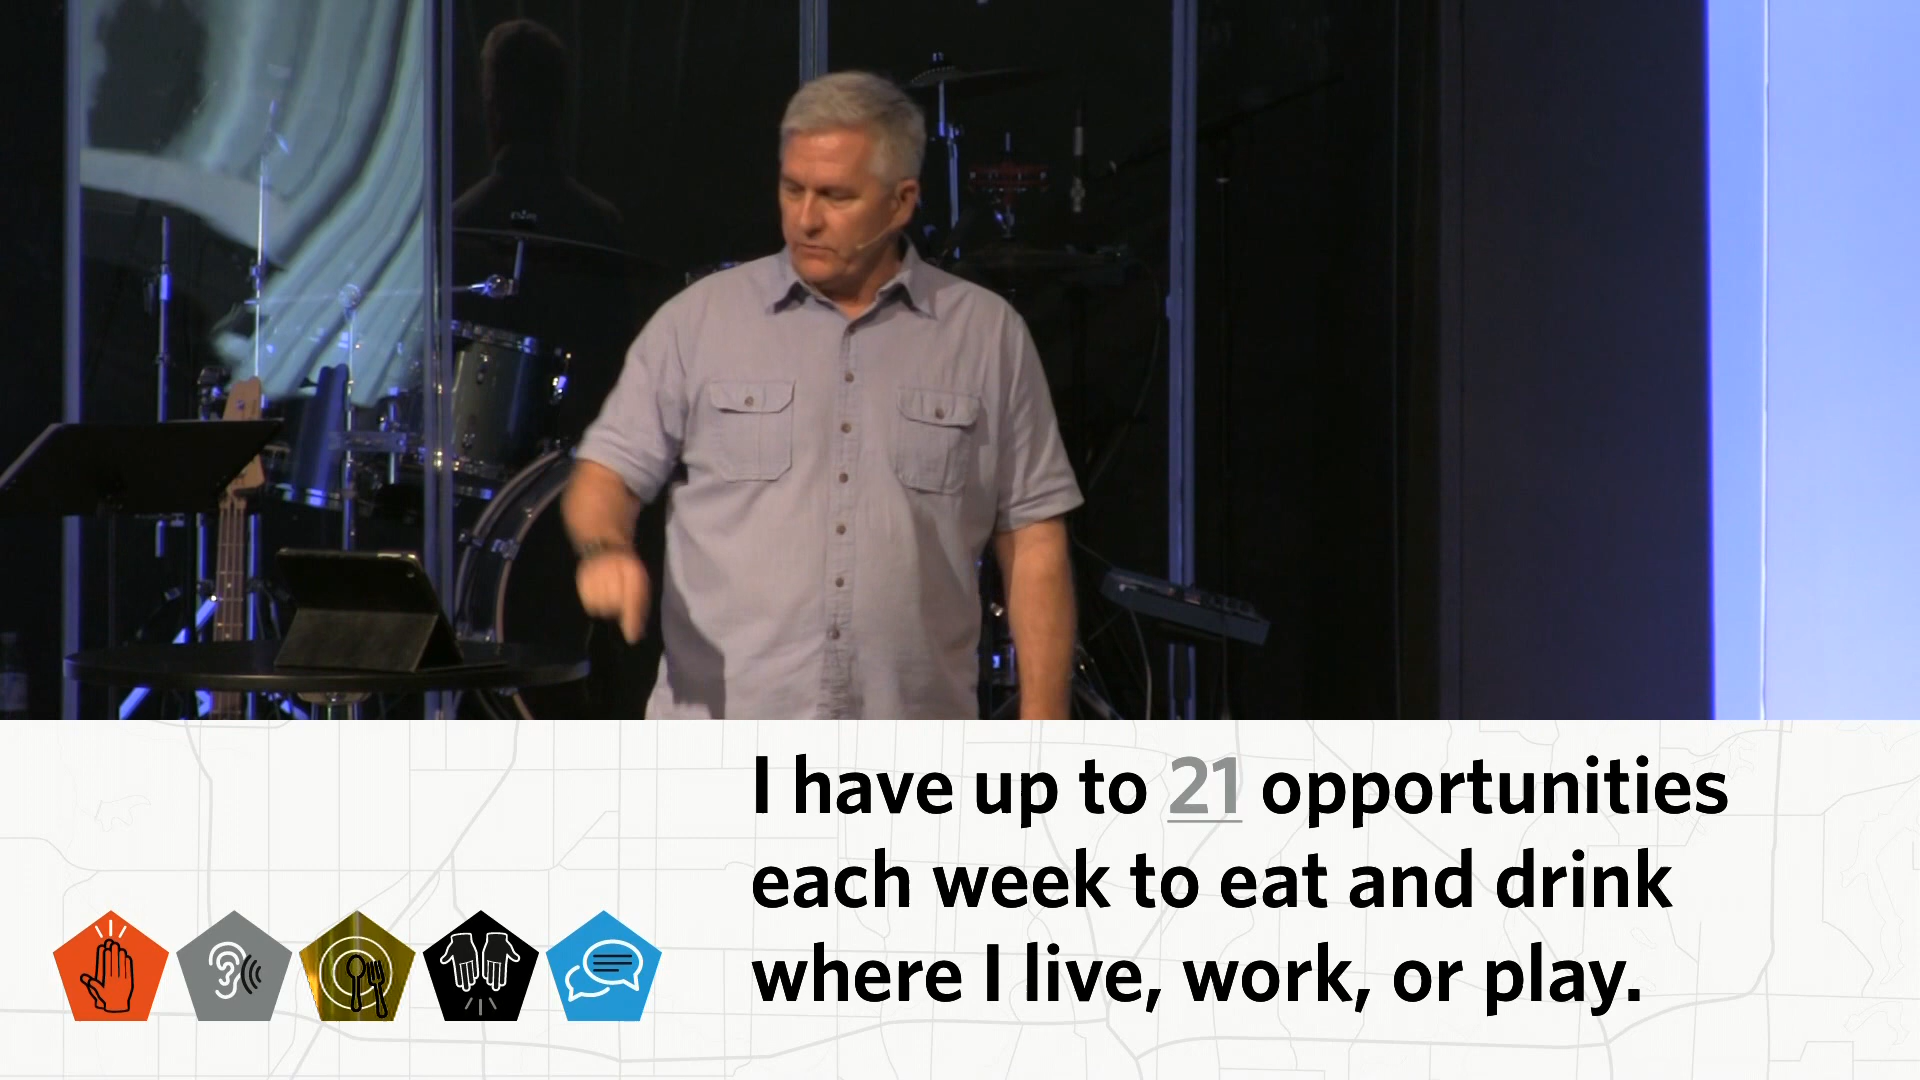 I have up to 21 opportunities
each week to eat and drink
where I live, work, or play.